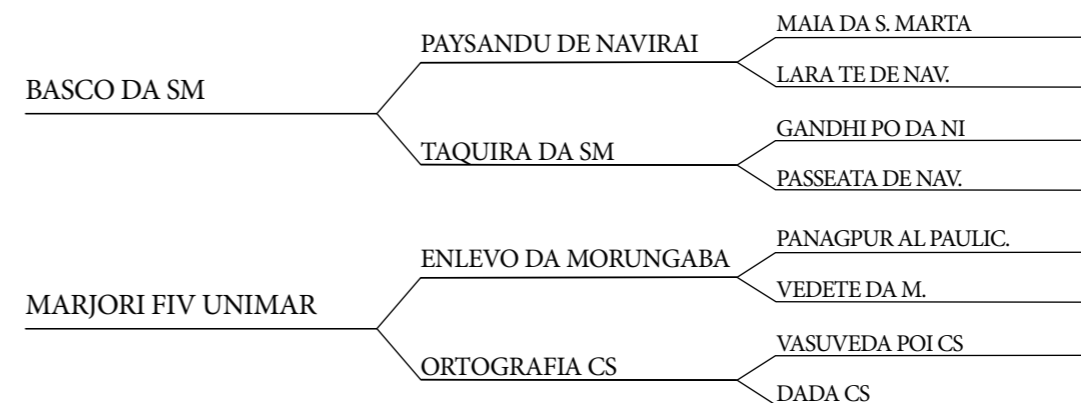 MAIA DA S. MARTA
PAYSANDU DE NAVIRAI
LARA TE DE NAV.
BASCO DA SM
GANDHI PO DA NI
TAQUIRA DA SM
PASSEATA DE NAV.
PANAGPUR AL PAULIC.
ENLEVO DA MORUNGABA
VEDETE DA M.
MARJORI FIV UNIMAR
VASUVEDA POI CS
ORTOGRAFIA CS
DADA CS